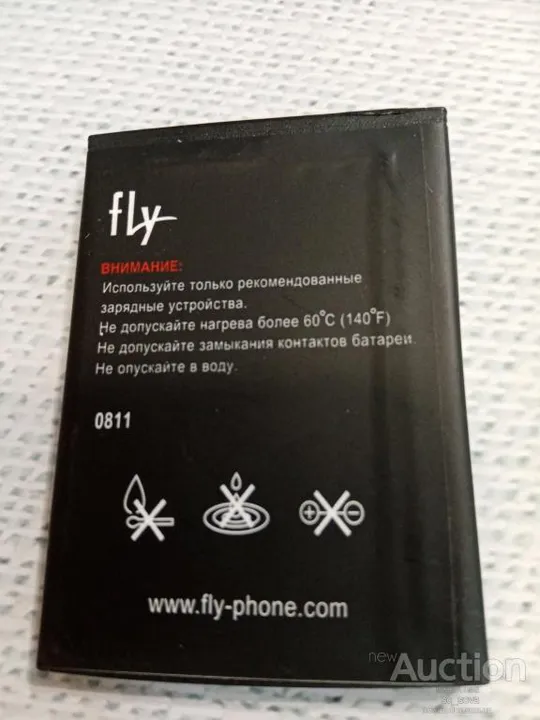 fly
ВНИМАНИЕ:
Используйте только рекомендованные
зарядные устройства.
Не допускайте нагрева более 60°C (140°F)
Не допускайте замыкания контактов батареи.
Не опускайте в воду.
0811
www.fly-phone.com
new Auction